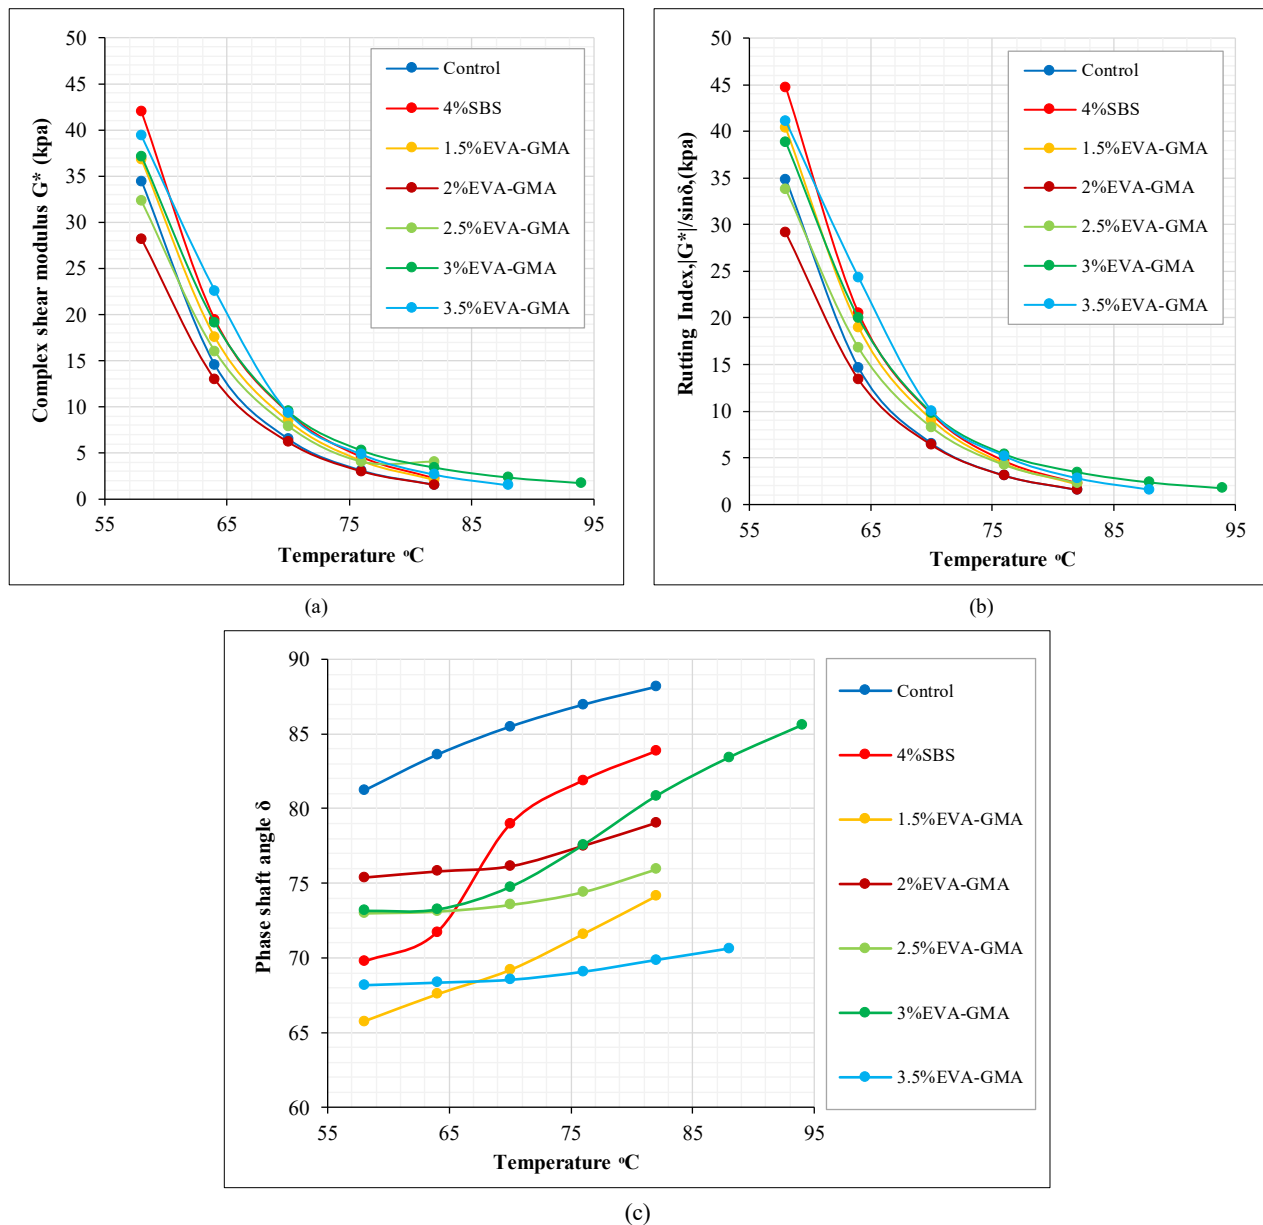 50
45
40
35
30
25
20
15
10
5
0
55
65
75
85
95
Complex shear modulus G* (kpa)
Temperature ᵒC
Control
4%SBS
1.5%EVA-GMA
2%EVA-GMA
2.5%EVA-GMA
3%EVA-GMA
3.5%EVA-GMA
(a)
50
45
40
35
30
25
20
15
10
5
0
55
65
75
85
95
Rutting Index,|G*|/sinδ,(kpa)
Temperature ᵒC
Control
4%SBS
1.5%EVA-GMA
2%EVA-GMA
2.5%EVA-GMA
3%EVA-GMA
3.5%EVA-GMA
(b)
90
85
80
75
70
65
60
55
65
75
85
95
Phase shaft angle δ
Temperature ᵒC
Control
4%SBS
1.5%EVA-GMA
2%EVA-GMA
2.5%EVA-GMA
3%EVA-GMA
3.5%EVA-GMA
(c)